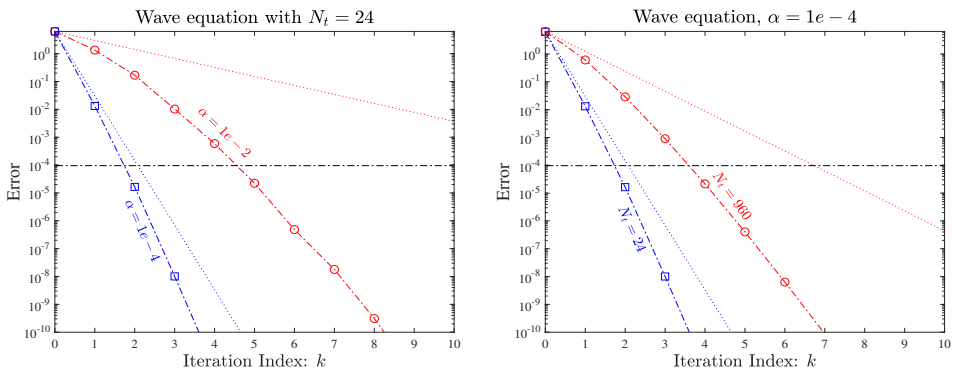 Wave equation with N_t = 24
Error
10^0
10^-1
10^-2
10^-3
10^-4
10^-5
10^-6
10^-7
10^-8
10^-9
10^-10
α = 1e − 2
α = 1e − 4
0 1 2 3 4 5 6 7 8 9 10
Iteration Index: k
Wave equation, α = 1e − 4
Error
10^0
10^-1
10^-2
10^-3
10^-4
10^-5
10^-6
10^-7
10^-8
10^-9
10^-10
N_t = 960
N_t = 24
0 1 2 3 4 5 6 7 8 9 10
Iteration Index: k